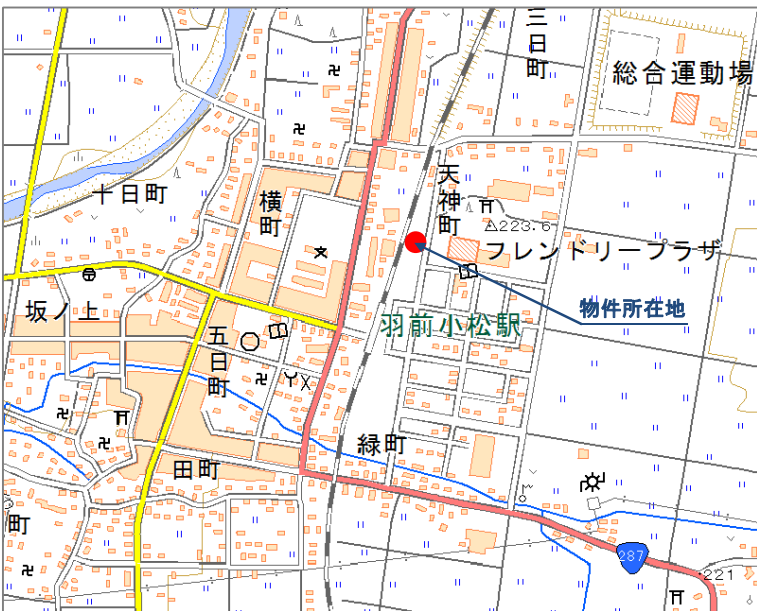 三日町
総合運動場
天神町
223.6
フレンドリープラザ
十日町
横町
物件所在地
坂ノ上
羽前小松駅
五日町
緑町
田町
町
287
221